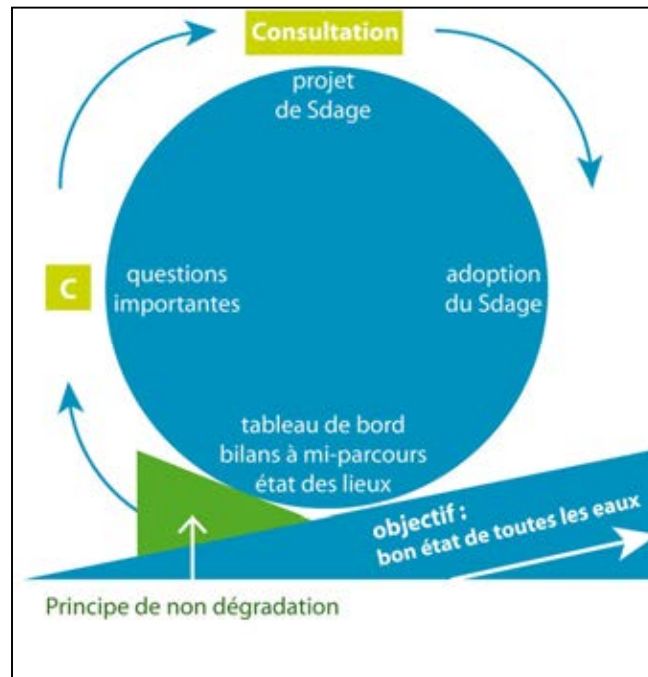 Consultation
projet
de Sdage
C
questions
importantes
adoption
du Sdage
tableau de bord
bilans à mi-parcours
état des lieux
objectif :
bon état de toutes les eaux
Principe de non dégradation